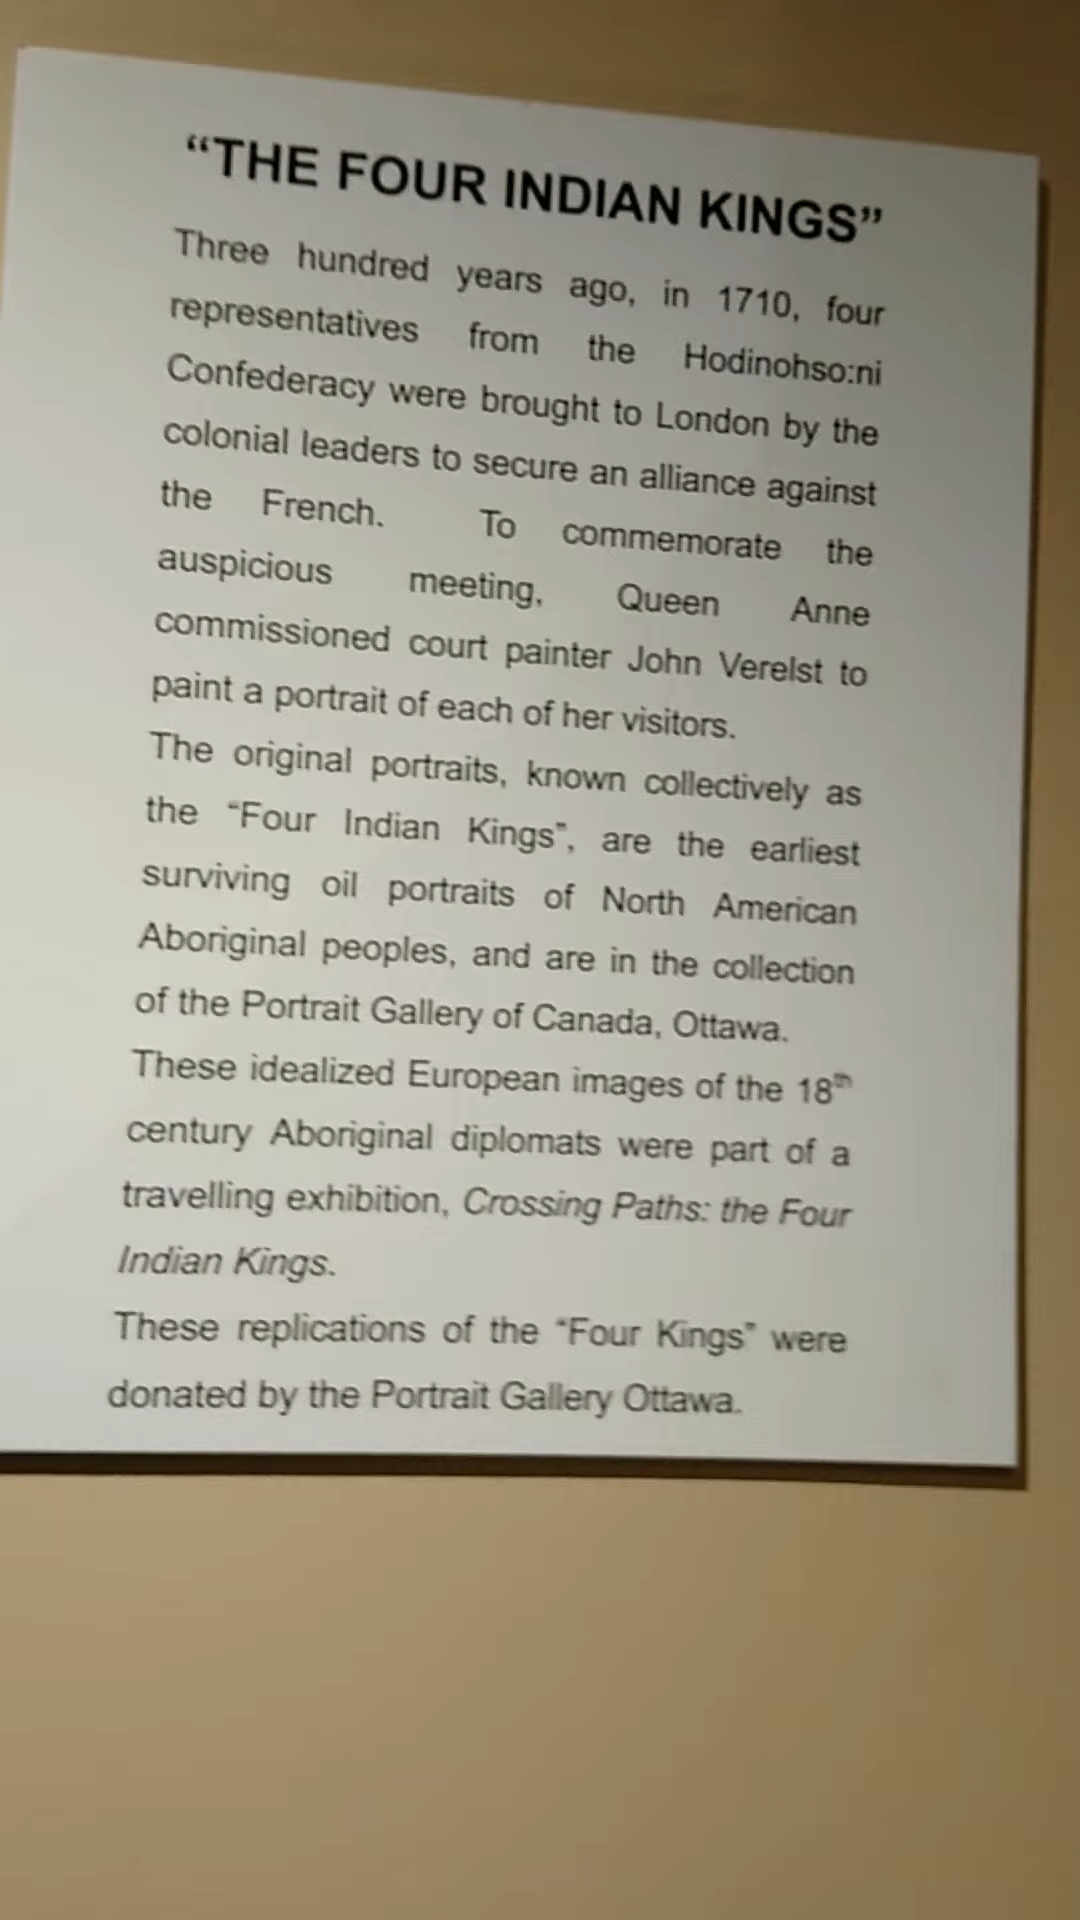 “THE FOUR INDIAN KINGS”
Three hundred years ago, in 1710, four
representatives from the Hodinohso:ni
Confederacy were brought to London by the
colonial leaders to secure an alliance against
the French. To commemorate the
auspicious meeting, Queen Anne
commissioned court painter John Verelst to
paint a portrait of each of her visitors.
The original portraits, known collectively as
the “Four Indian Kings”, are the earliest
surviving oil portraits of North American
Aboriginal peoples, and are in the collection
of the Portrait Gallery of Canada, Ottawa.
These idealized European images of the 18th
century Aboriginal diplomats were part of a
travelling exhibition, Crossing Paths: the Four
Indian Kings.
These replications of the “Four Kings” were
donated by the Portrait Gallery Ottawa.